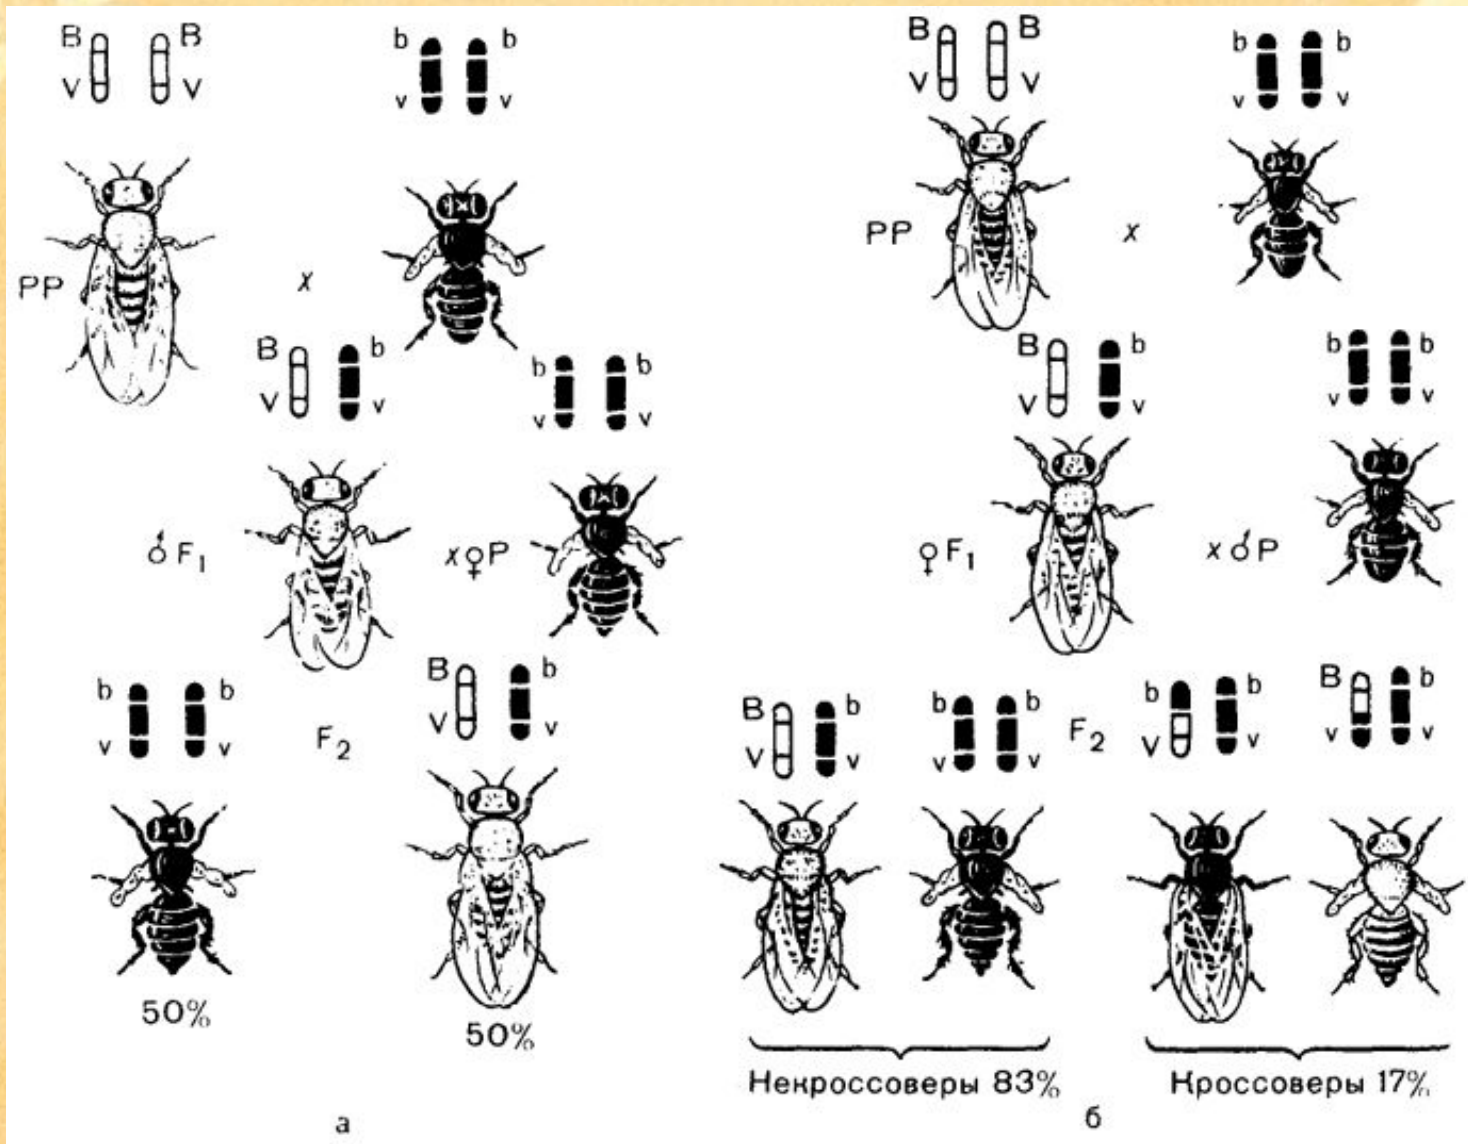 B B b b
V V v v
PP x
B b b b
V v v v
♂ F₁ x ♀ P
b b F₂ B b
v v V v
50% 50%
а
B B b b
V V v v
PP x
B b b b
V v v v
♀ F₁ x ♂ P
B b b b F₂ b b B b
V v v v V v v v
Некроссоверы 83% Кроссоверы 17%
б